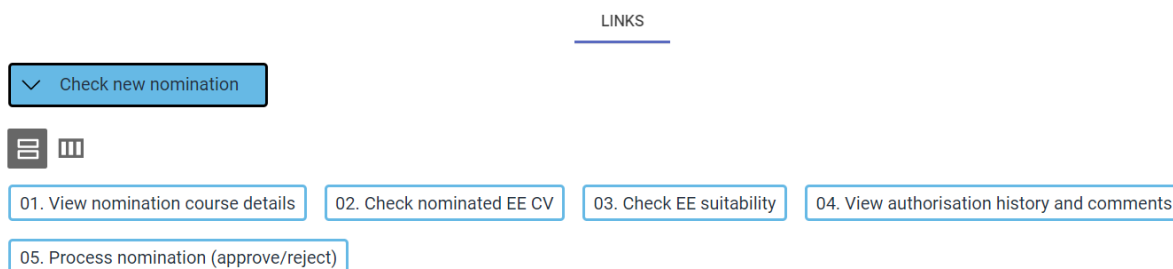 LINKS
Check new nomination
01. View nomination course details
02. Check nominated EE CV
03. Check EE suitability
04. View authorisation history and comments
05. Process nomination (approve/reject)